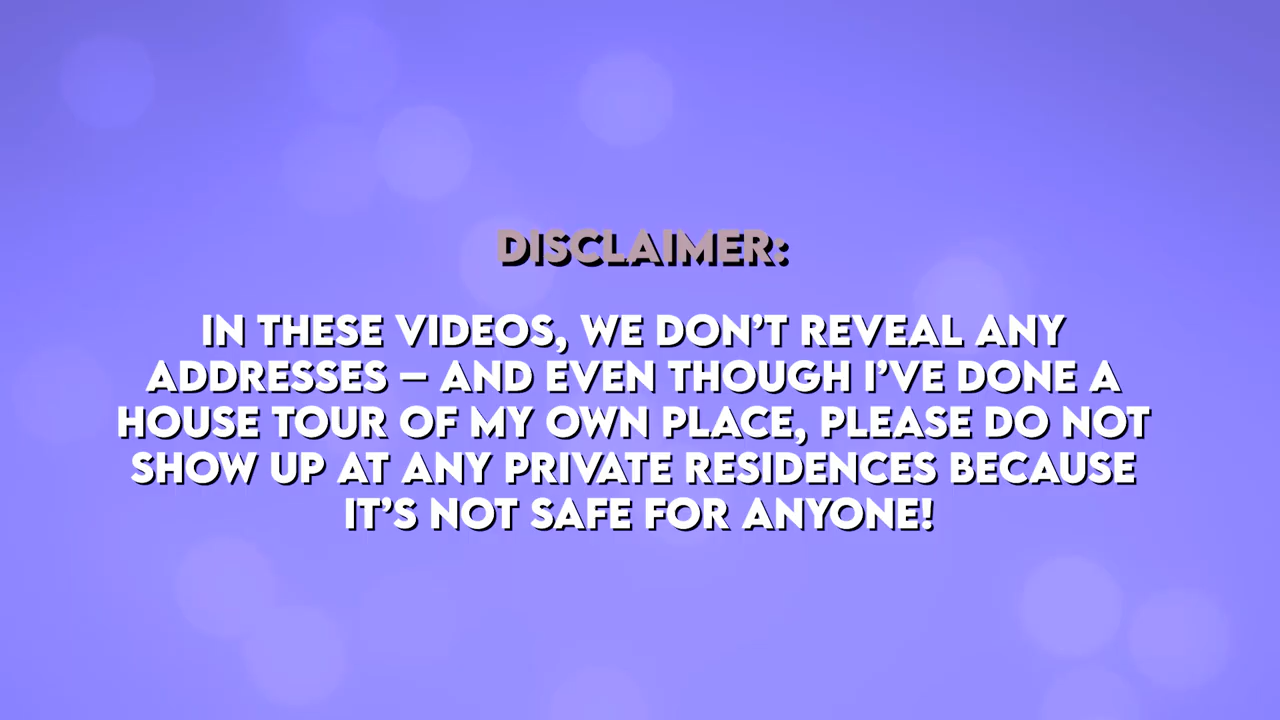 DISCLAIMER:
IN THESE VIDEOS, WE DON’T REVEAL ANY
ADDRESSES – AND EVEN THOUGH I’VE DONE A
HOUSE TOUR OF MY OWN PLACE, PLEASE DO NOT
SHOW UP AT ANY PRIVATE RESIDENCES BECAUSE
IT’S NOT SAFE FOR ANYONE!